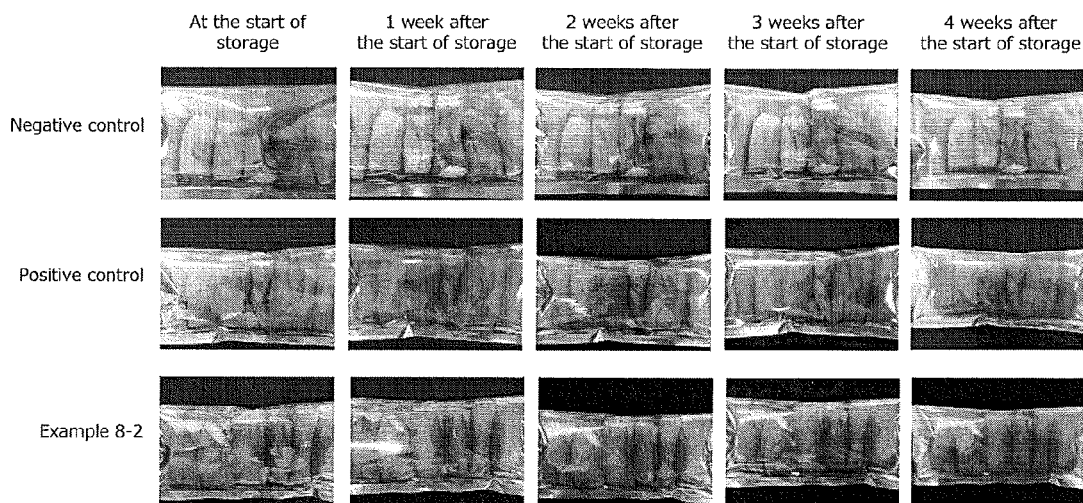 At the start of
storage
1 week after
the start of storage
2 weeks after
the start of storage
3 weeks after
the start of storage
4 weeks after
the start of storage
Negative control
Positive control
Example 8-2